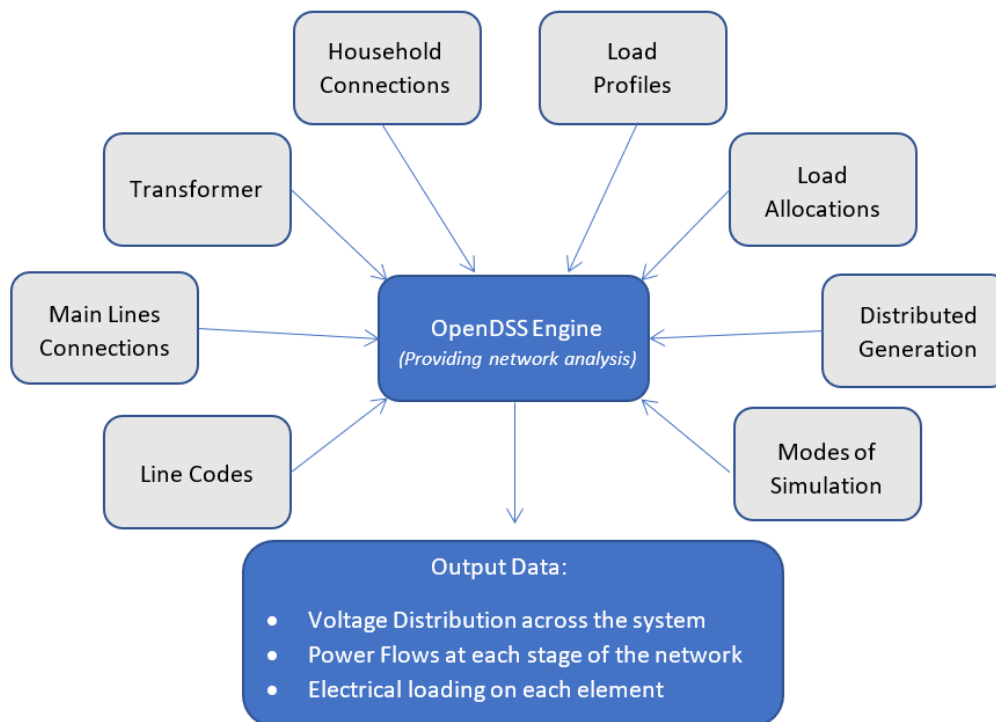 Household
Connections
Load
Profiles
Transformer
Load
Allocations
Main Lines
Connections
OpenDSS Engine
(Providing network analysis)
Distributed
Generation
Line Codes
Modes of
Simulation
Output Data:
• Voltage Distribution across the system
• Power Flows at each stage of the network
• Electrical loading on each element